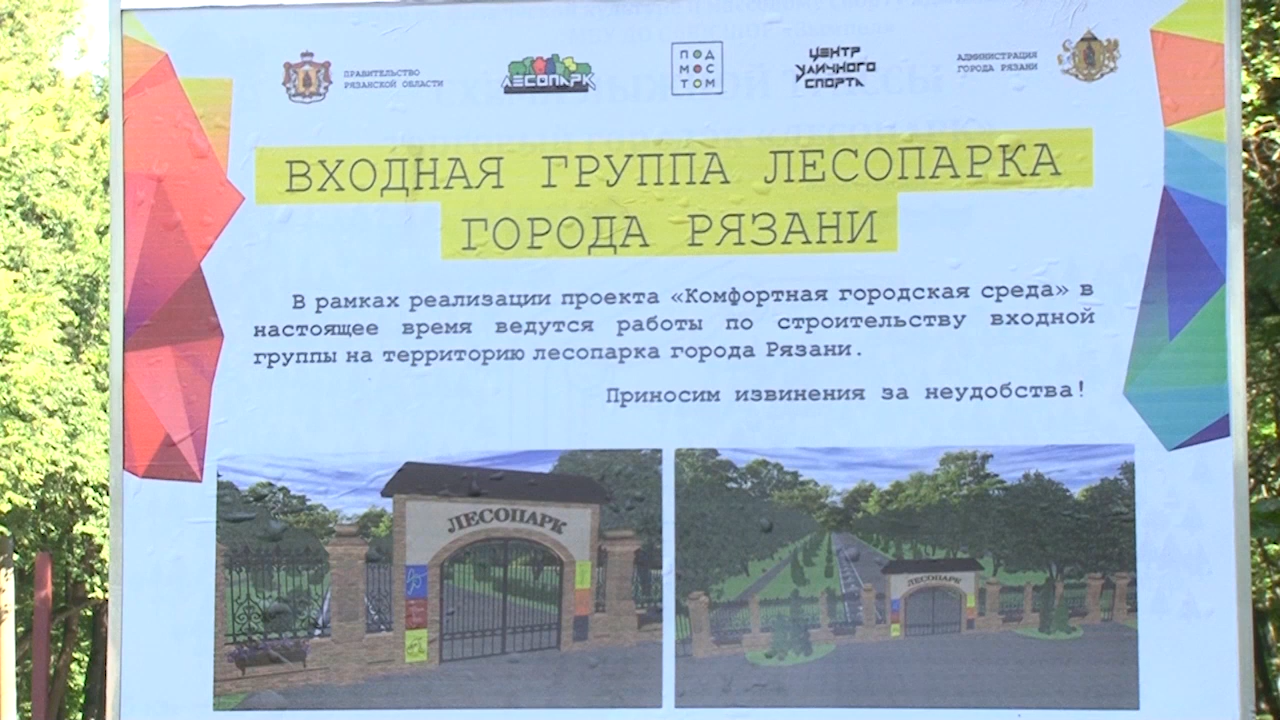 ПРАВИТЕЛЬСТВО
РЯЗАНСКОЙ ОБЛАСТИ
ЛЕСОПАРК
ПОД
МОС
ТОМ
ЦЕНТР
УЛИЧНОГО
СПОРТА
АДМИНИСТРАЦИЯ
ГОРОДА РЯЗАНИ
ВХОДНАЯ ГРУППА ЛЕСОПАРКА
ГОРОДА РЯЗАНИ
В рамках реализации проекта «Комфортная городская среда» в
настоящее время ведутся работы по строительству входной
группы на территорию лесопарка города Рязани.
Приносим извинения за неудобства!
ЛЕСОПАРК
ЛЕСОПАРК